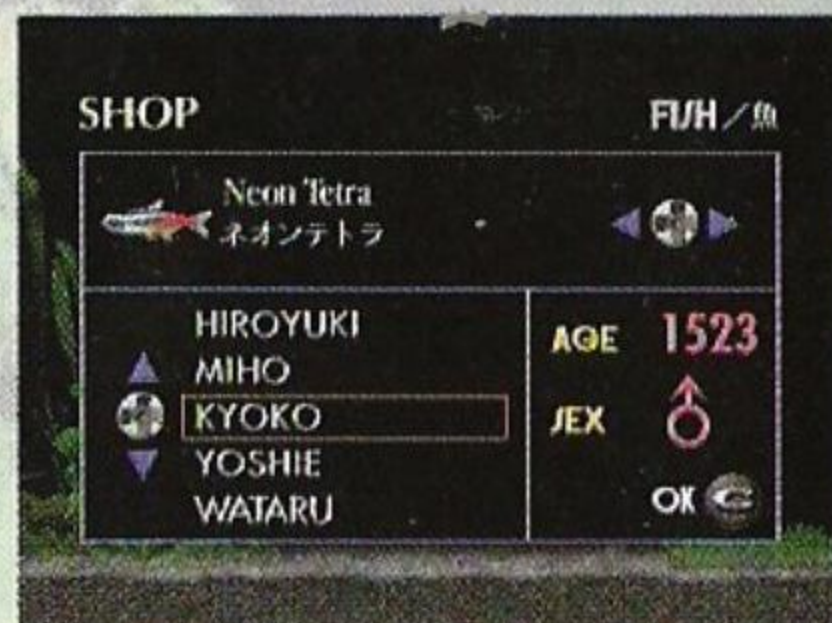 SHOP
FISH／魚
Neon Tetra
ネオンテトラ
HIROYUKI
MIHO
KYOKO
YOSHIE
WATARU
AGE 1523
SEX ♂
OK C